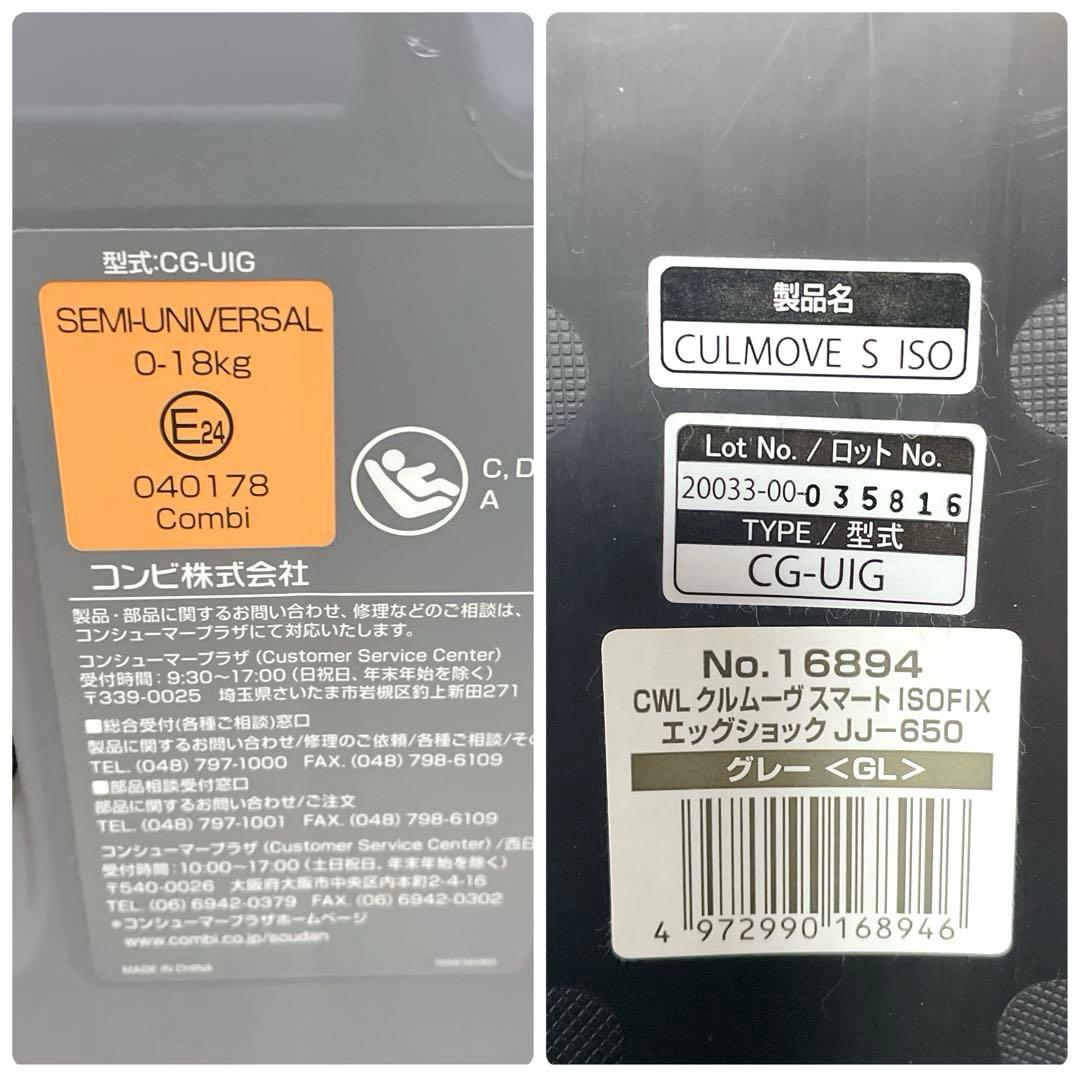 型式:CG-UIG
SEMI-UNIVERSAL
0-18kg
E24
040178
Combi
C, D
A
コンビ株式会社
製品・部品に関するお問い合わせ、修理などのご相談は、
コンシューマープラザにて対応いたします。
コンシューマープラザ (Customer Service Center)
受付時間:9:30〜17:00 (日祝日、年末年始を除く)
〒339-0025 埼玉県さいたま市岩槻区釣上新田271
■総合受付(各種ご相談)窓口
製品に関するお問い合わせ/修理のご依頼/各種ご相談/その
TEL. (048) 797-1000 FAX. (048) 798-6109
■部品相談受付窓口
部品に関するお問い合わせ/ご注文
TEL. (048) 797-1001 FAX. (048) 798-6109
コンシューマープラザ (Customer Service Center) /西日
受付時間:10:00〜17:00 (土日祝日、年末年始を除く)
〒540-0026 大阪府大阪市中央区内本町2-4-16
TEL. (06) 6942-0379 FAX. (06) 6942-0302
*コンシューマープラザホームページ
www.combi.co.jp/soudan
MADE IN CHINA
製品名
CULMOVE S ISO
Lot No. / ロット No.
20033-00-035816
TYPE / 型式
CG-UIG
No.16894
CWL クルムーヴ スマート ISOFIX
エッグショック JJ-650
グレー <GL>
4 972990 168946